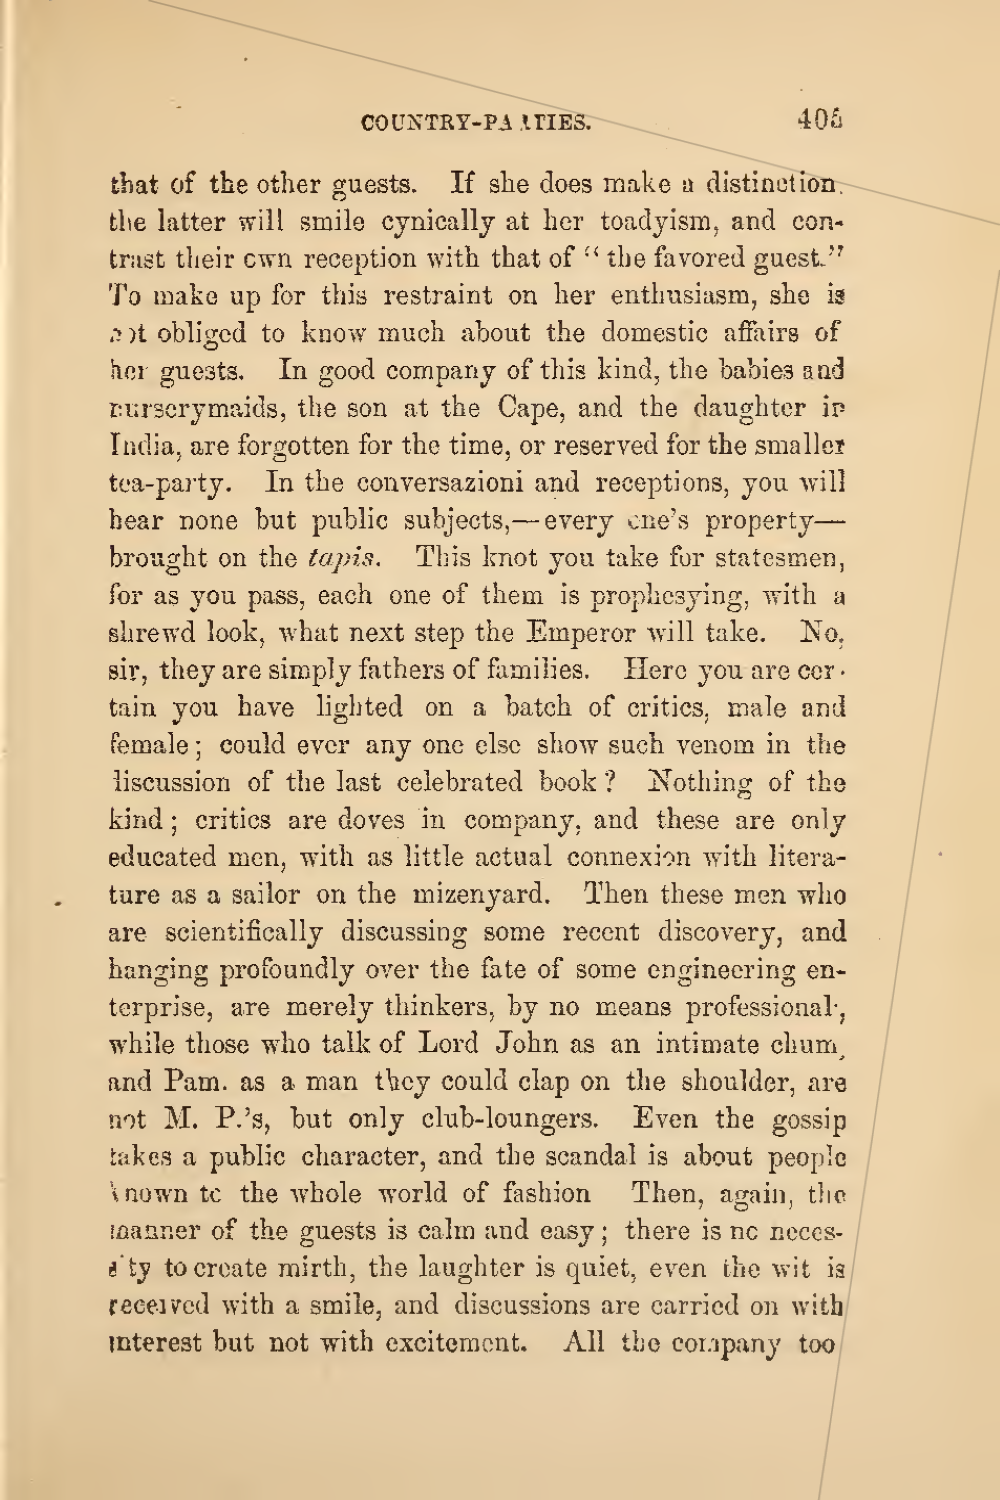 COUNTRY-PARTIES. 405
that of the other guests. If she does make a distinction,
the latter will smile cynically at her toadyism, and con-
trast their own reception with that of “the favored guest.”
To make up for this restraint on her enthusiasm, she is
not obliged to know much about the domestic affairs of
her guests. In good company of this kind, the babies and
nurserymaids, the son at the Cape, and the daughter in
India, are forgotten for the time, or reserved for the smaller
tea-party. In the conversazioni and receptions, you will
hear none but public subjects,—every one’s property—
brought on the tapis. This knot you take for statesmen,
for as you pass, each one of them is prophesying, with a
shrewd look, what next step the Emperor will take. No,
sir, they are simply fathers of families. Here you are cer-
tain you have lighted on a batch of critics, male and
female; could ever any one else show such venom in the
discussion of the last celebrated book? Nothing of the
kind; critics are doves in company, and these are only
educated men, with as little actual connexion with litera-
ture as a sailor on the mizenyard. Then these men who
are scientifically discussing some recent discovery, and
hanging profoundly over the fate of some engineering en-
terprise, are merely thinkers, by no means professional;
while those who talk of Lord John as an intimate chum,
and Pam. as a man they could clap on the shoulder, are
not M. P.’s, but only club-loungers. Even the gossip
takes a public character, and the scandal is about people
known to the whole world of fashion Then, again, the
manner of the guests is calm and easy; there is no neces-
sity to create mirth, the laughter is quiet, even the wit is
received with a smile, and discussions are carried on with
interest but not with excitement. All the company too